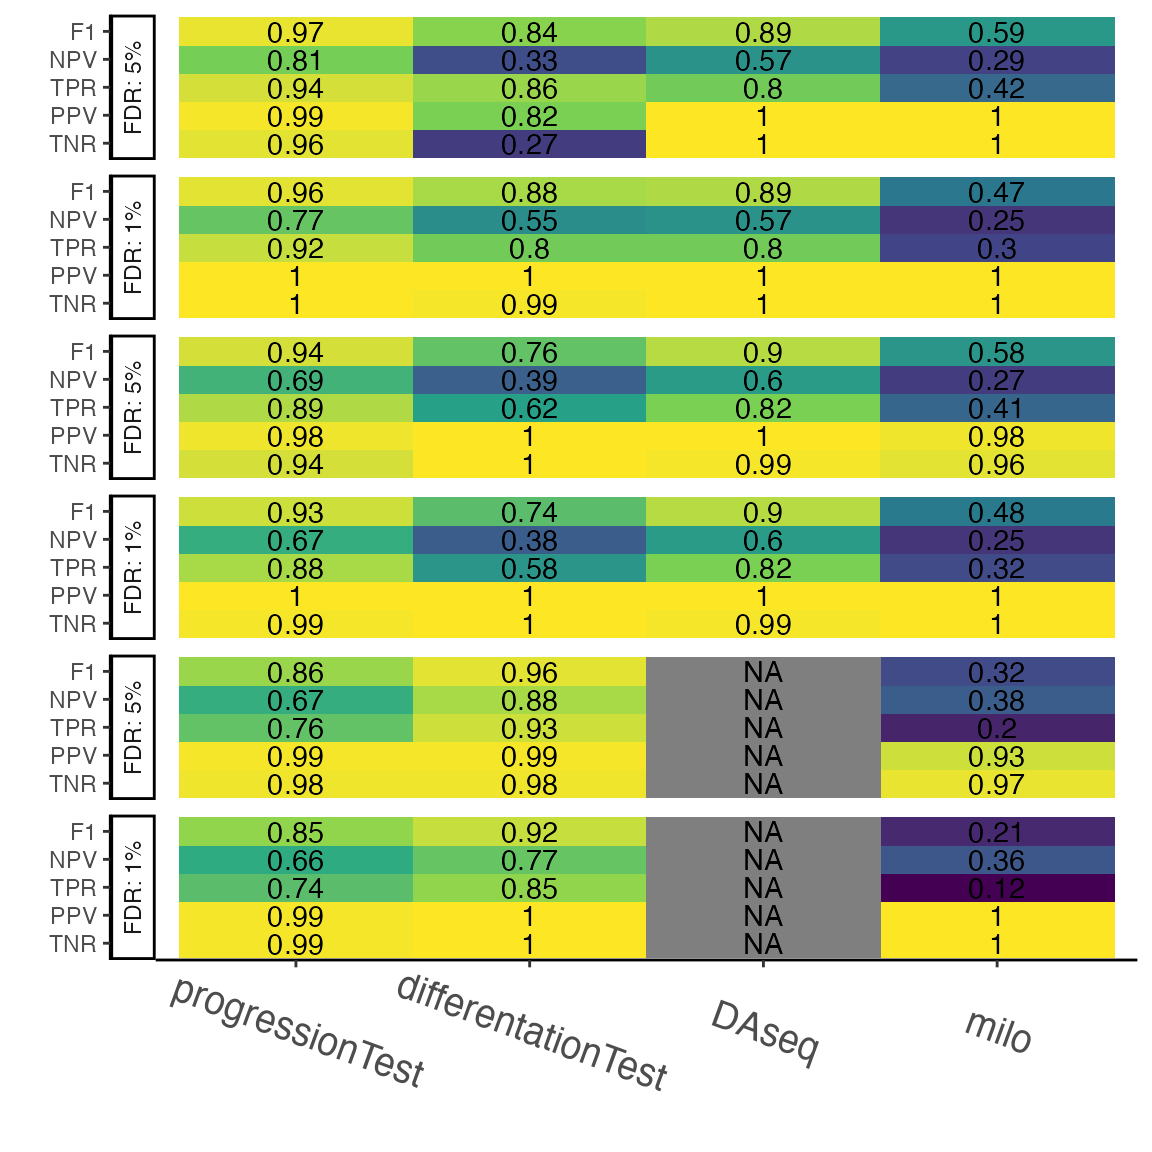 F1 0.97 0.84 0.89 0.59
NPV 0.81 0.33 0.57 0.29
TPR 0.94 0.86 0.8 0.42
PPV 0.99 0.82 1 1
TNR 0.96 0.27 1 1
FDR: 5%
F1 0.96 0.88 0.89 0.47
NPV 0.77 0.55 0.57 0.25
TPR 0.92 0.8 0.8 0.3
PPV 1 1 1 1
TNR 1 0.99 1 1
FDR: 1%
F1 0.94 0.76 0.9 0.58
NPV 0.69 0.39 0.6 0.27
TPR 0.89 0.62 0.82 0.41
PPV 0.98 1 1 0.98
TNR 0.94 1 0.99 0.96
FDR: 5%
F1 0.93 0.74 0.9 0.48
NPV 0.67 0.38 0.6 0.25
TPR 0.88 0.58 0.82 0.32
PPV 1 1 1 1
TNR 0.99 1 0.99 1
FDR: 1%
F1 0.86 0.96 NA 0.32
NPV 0.67 0.88 NA 0.38
TPR 0.76 0.93 NA 0.2
PPV 0.99 0.99 NA 0.93
TNR 0.98 0.98 NA 0.97
FDR: 5%
F1 0.85 0.92 NA 0.21
NPV 0.66 0.77 NA 0.36
TPR 0.74 0.85 NA 0.12
PPV 0.99 1 NA 1
TNR 0.99 1 NA 1
FDR: 1%
progressionTest differentationTest DAseq milo